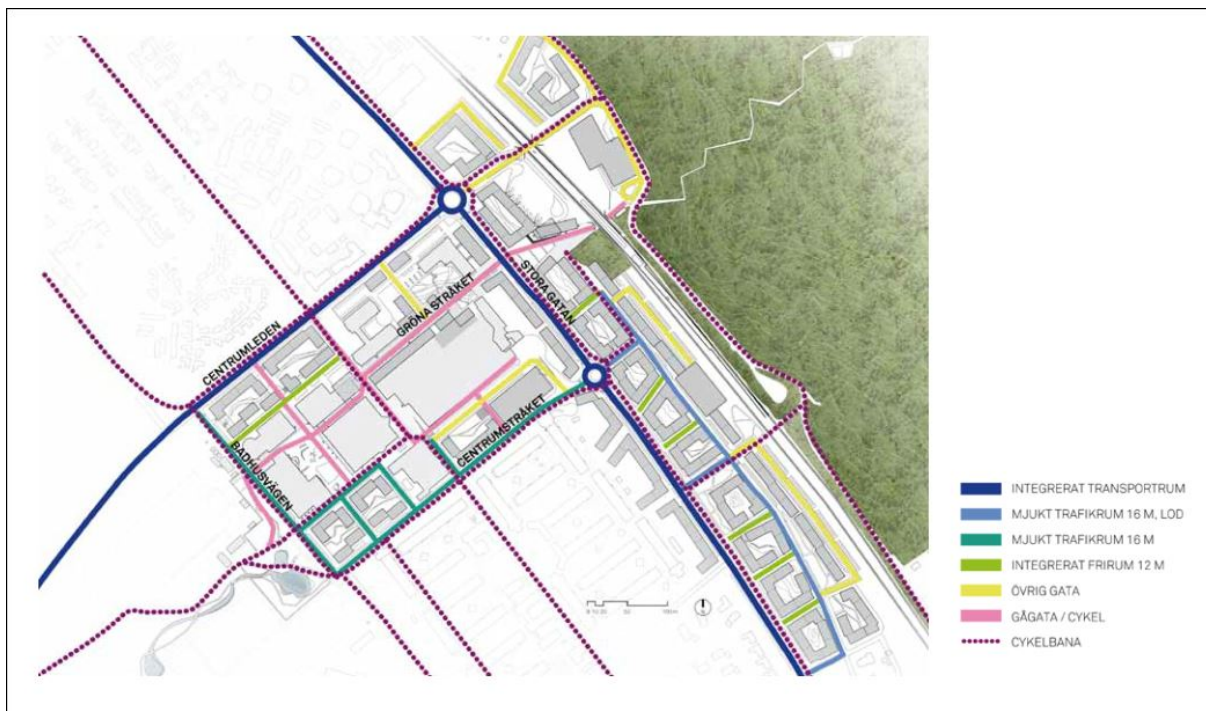 CENTRUMLEDEN
GRÖNA STRÅKET
STORA GATAN
BADHUSVÄGEN
CENTRUMSTRÅKET
INTEGRERAT TRANSPORTRUM
MJUKT TRAFIKRUM 16 M, LOD
MJUKT TRAFIKRUM 16 M
INTEGRERAT FRIRUM 12 M
ÖVRIG GATA
GÅGATA / CYKEL
CYKELBANA